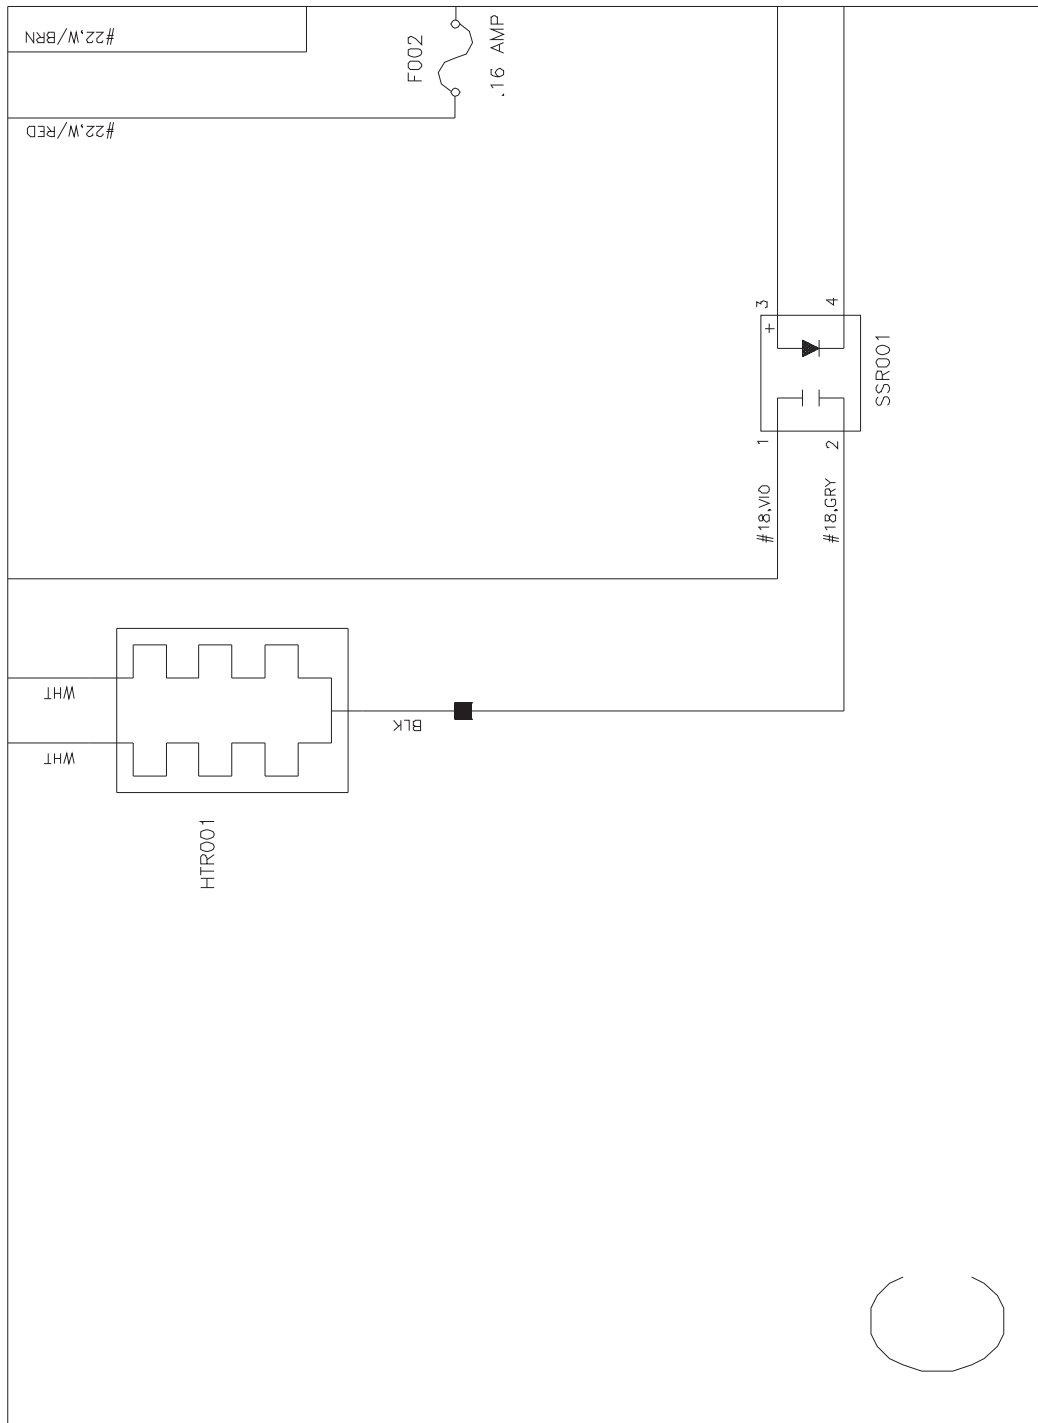 #22,W/BRN
F002
.16 AMP
#22,W/RED
3
+
4
SSR001
1
2
#18,VIO
#18,GRY
WHT
BLK
WHT
HTR001